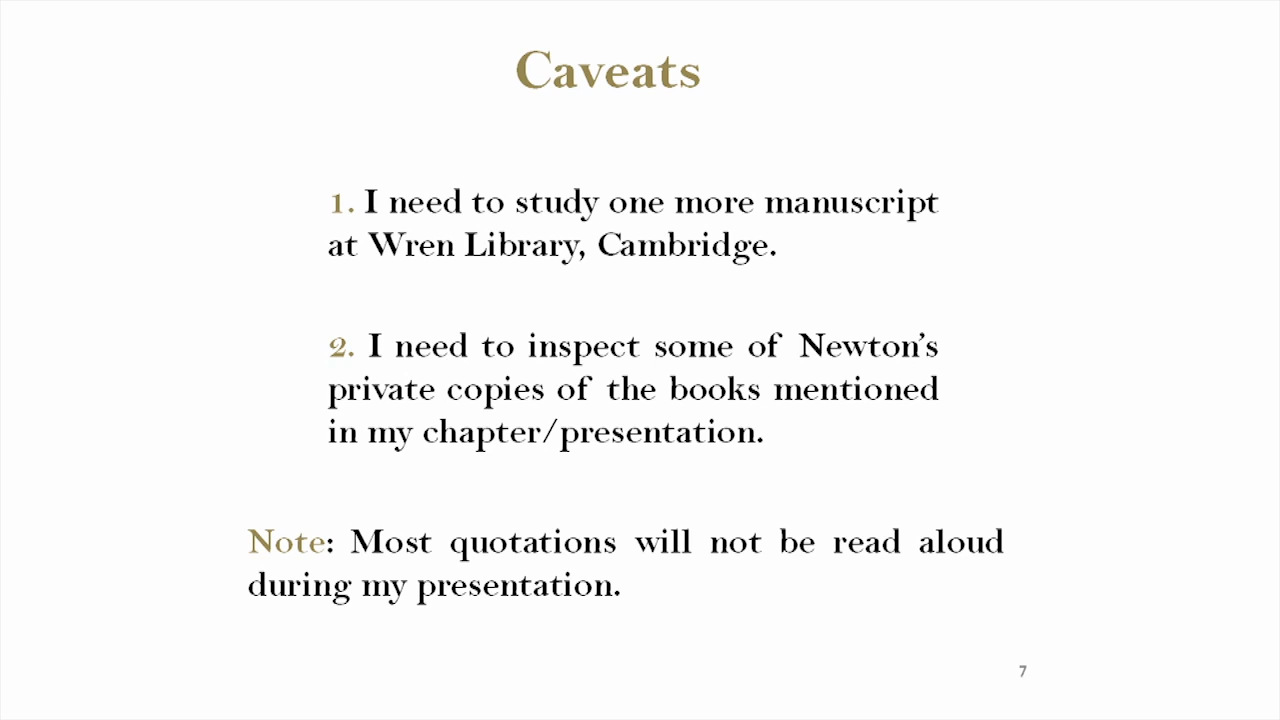 Caveats
1. I need to study one more manuscript
at Wren Library, Cambridge.
2. I need to inspect some of Newton’s
private copies of the books mentioned
in my chapter/presentation.
Note: Most quotations will not be read aloud
during my presentation.
7